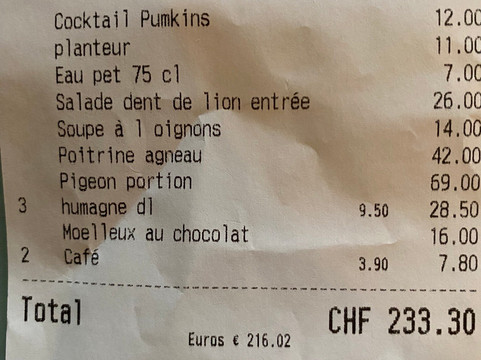 Cocktail Pumkins 12.00
planteur 11.00
Eau pet 75 cl 7.00
Salade dent de lion entrée 26.00
Soupe à l oignons 14.00
Poitrine agneau 42.00
Pigeon portion 69.00
3 humagne dl 9.50 28.50
Moelleux au chocolat 16.00
2 Café 3.90 7.80
Total CHF 233.30
Euros € 216.02